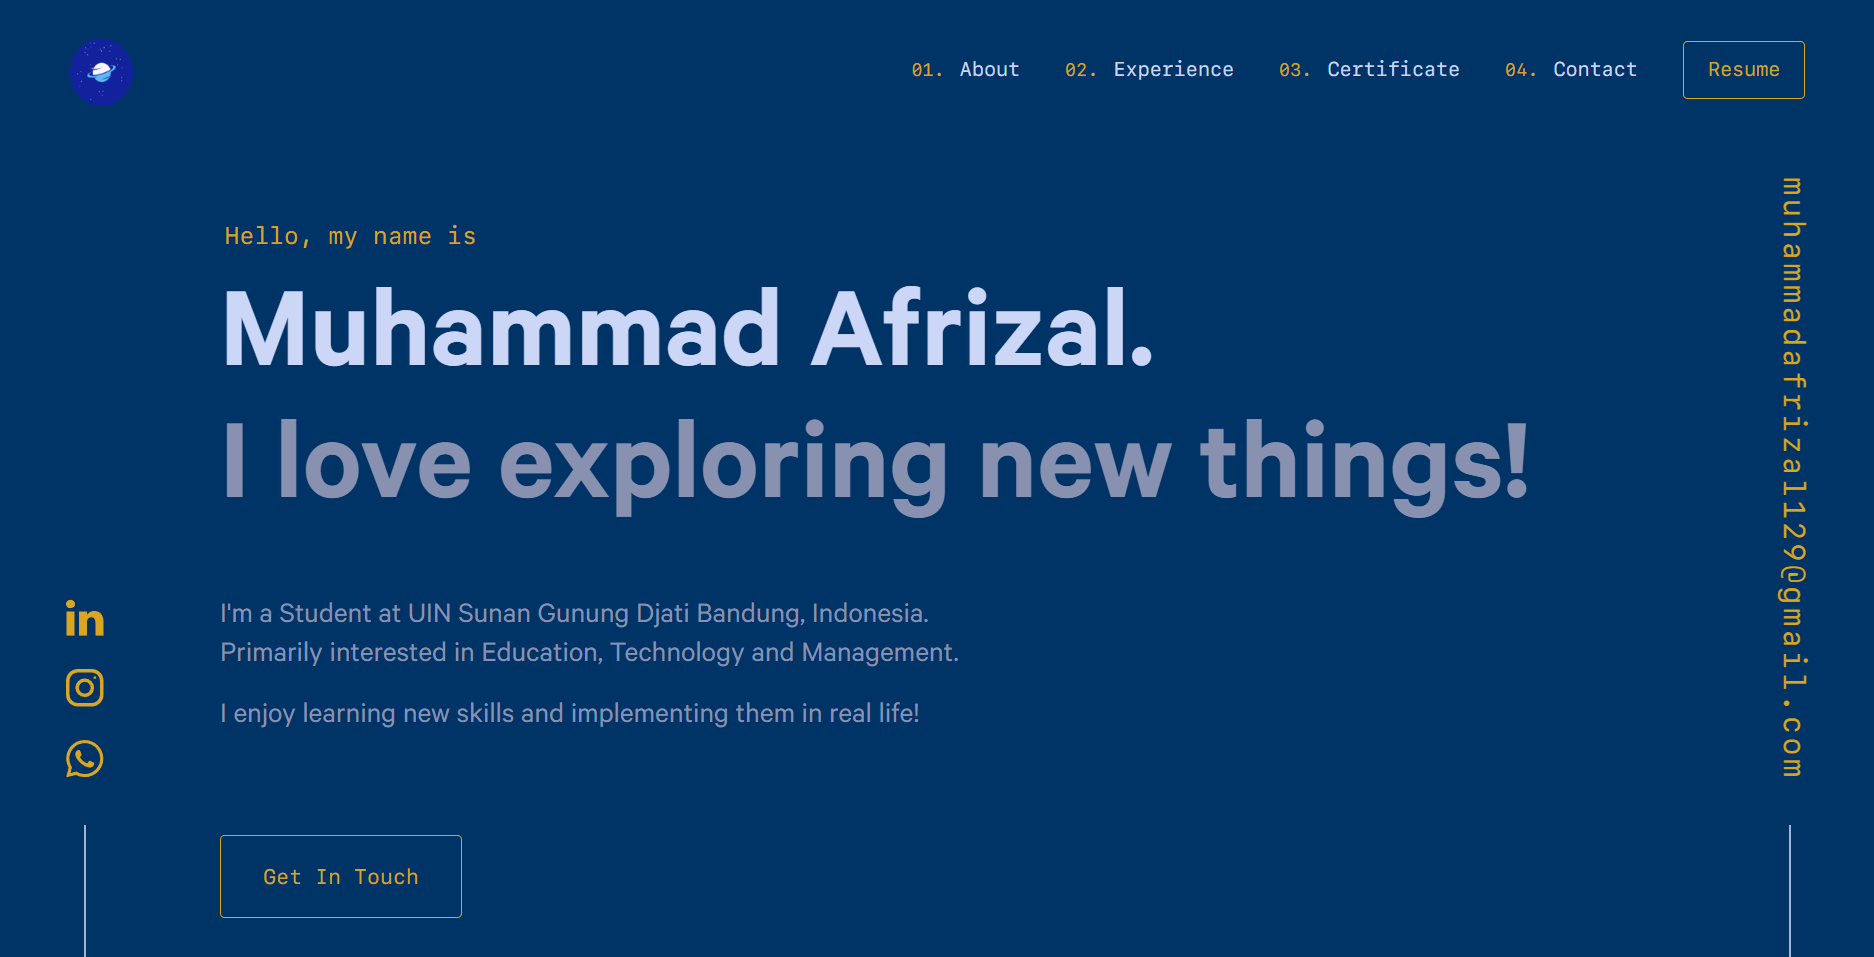 01. About 02. Experience 03. Certificate 04. Contact Resume
Hello, my name is
Muhammad Afrizal.
I love exploring new things!
I'm a Student at UIN Sunan Gunung Djati Bandung, Indonesia.
Primarily interested in Education, Technology and Management.
I enjoy learning new skills and implementing them in real life!
Get In Touch
muhammadafrizal129@gmail.com
in